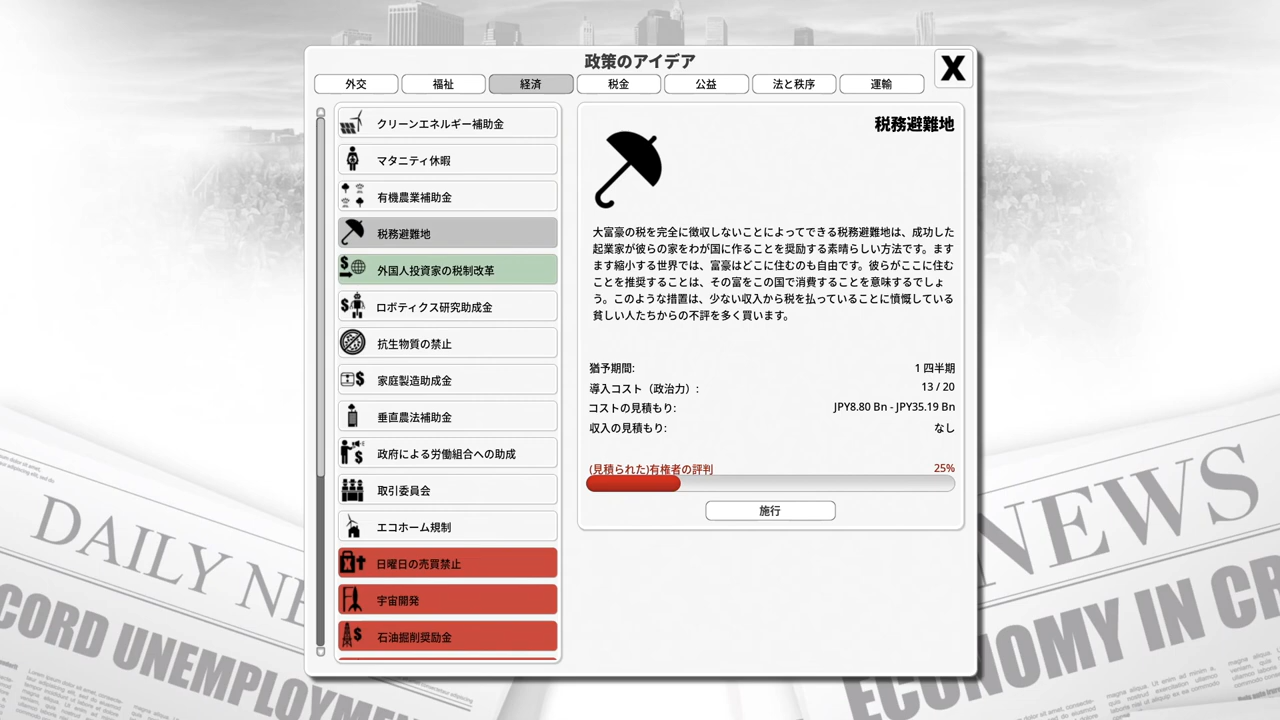 政策のアイデア
X
外交
福祉
経済
税金
公益
法と秩序
運輸
クリーンエネルギー補助金
マタニティ休暇
有機農業補助金
税務避難地
外国人投資家の税制改革
ロボティクス研究助成金
抗生物質の禁止
家庭製造助成金
垂直農法補助金
政府による労働組合への助成
取引委員会
エコホーム規制
日曜日の売買禁止
宇宙開発
石油掘削奨励金
税務避難地
大富豪の税を完全に徴収しないことによってできる税務避難地は、成功した
起業家が彼らの家をわが国に作ることを奨励する素晴らしい方法です。ます
ます縮小する世界では、富豪はどこに住むのも自由です。彼らがここに住む
ことを推奨することは、その富をこの国で消費することを意味するでしょ
う。このような措置は、少ない収入から税を払っていることに憤慨している
貧しい人たちからの不評を多く買います。
猶予期間: 1 四半期
導入コスト（政治力）: 13 / 20
コストの見積もり: JPY8.80 Bn - JPY35.19 Bn
収入の見積もり: なし
(見積られた)有権者の評判 25%
施行
DAILY NE
CORD UNEMPLOYM
NEWS
ECONOMY IN CR